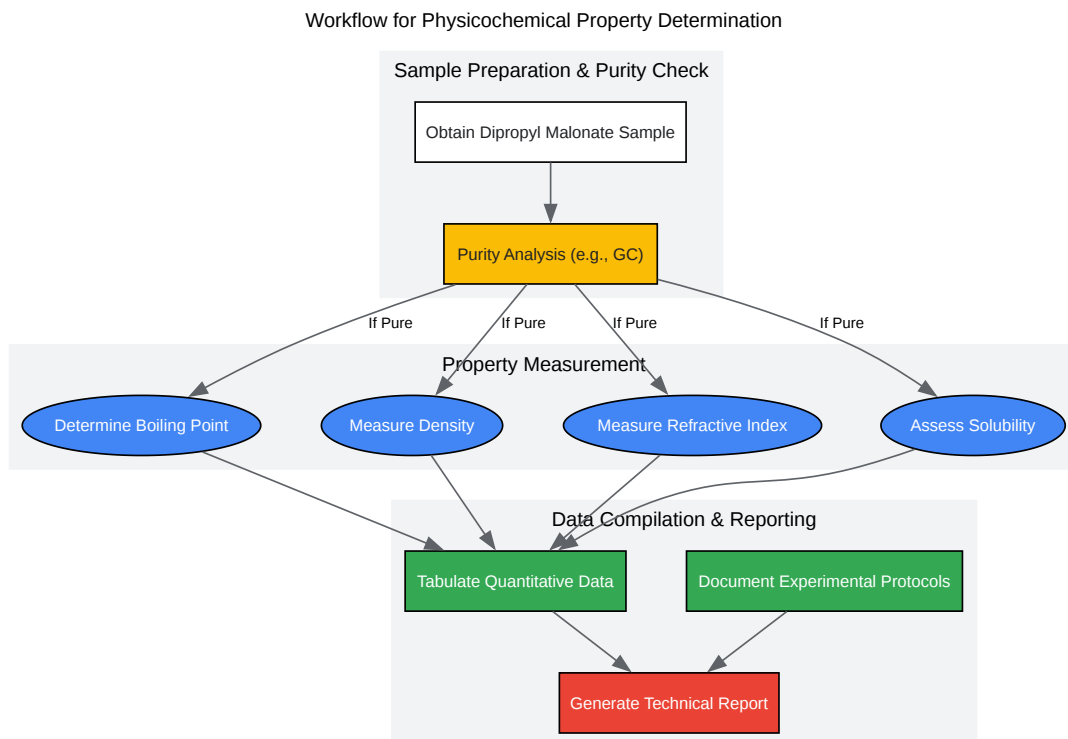 Workflow for Physicochemical Property Determination
Sample Preparation & Purity Check
Obtain Dipropyl Malonate Sample
Purity Analysis (e.g., GC)
If Pure
If Pure
If Pure
If Pure
Property Measurement
Determine Boiling Point
Measure Density
Measure Refractive Index
Assess Solubility
Data Compilation & Reporting
Tabulate Quantitative Data
Document Experimental Protocols
Generate Technical Report